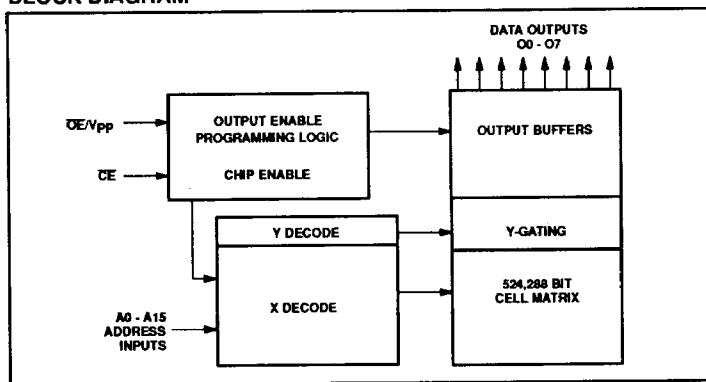 BLOCK DIAGRAM
DATA OUTPUTS
O0 - O7
OE/VPP
OUTPUT ENABLE
PROGRAMMING LOGIC
CE
CHIP ENABLE
OUTPUT BUFFERS
Y DECODE
Y-GATING
X DECODE
524,288 BIT
CELL MATRIX
A0 - A15
ADDRESS
INPUTS